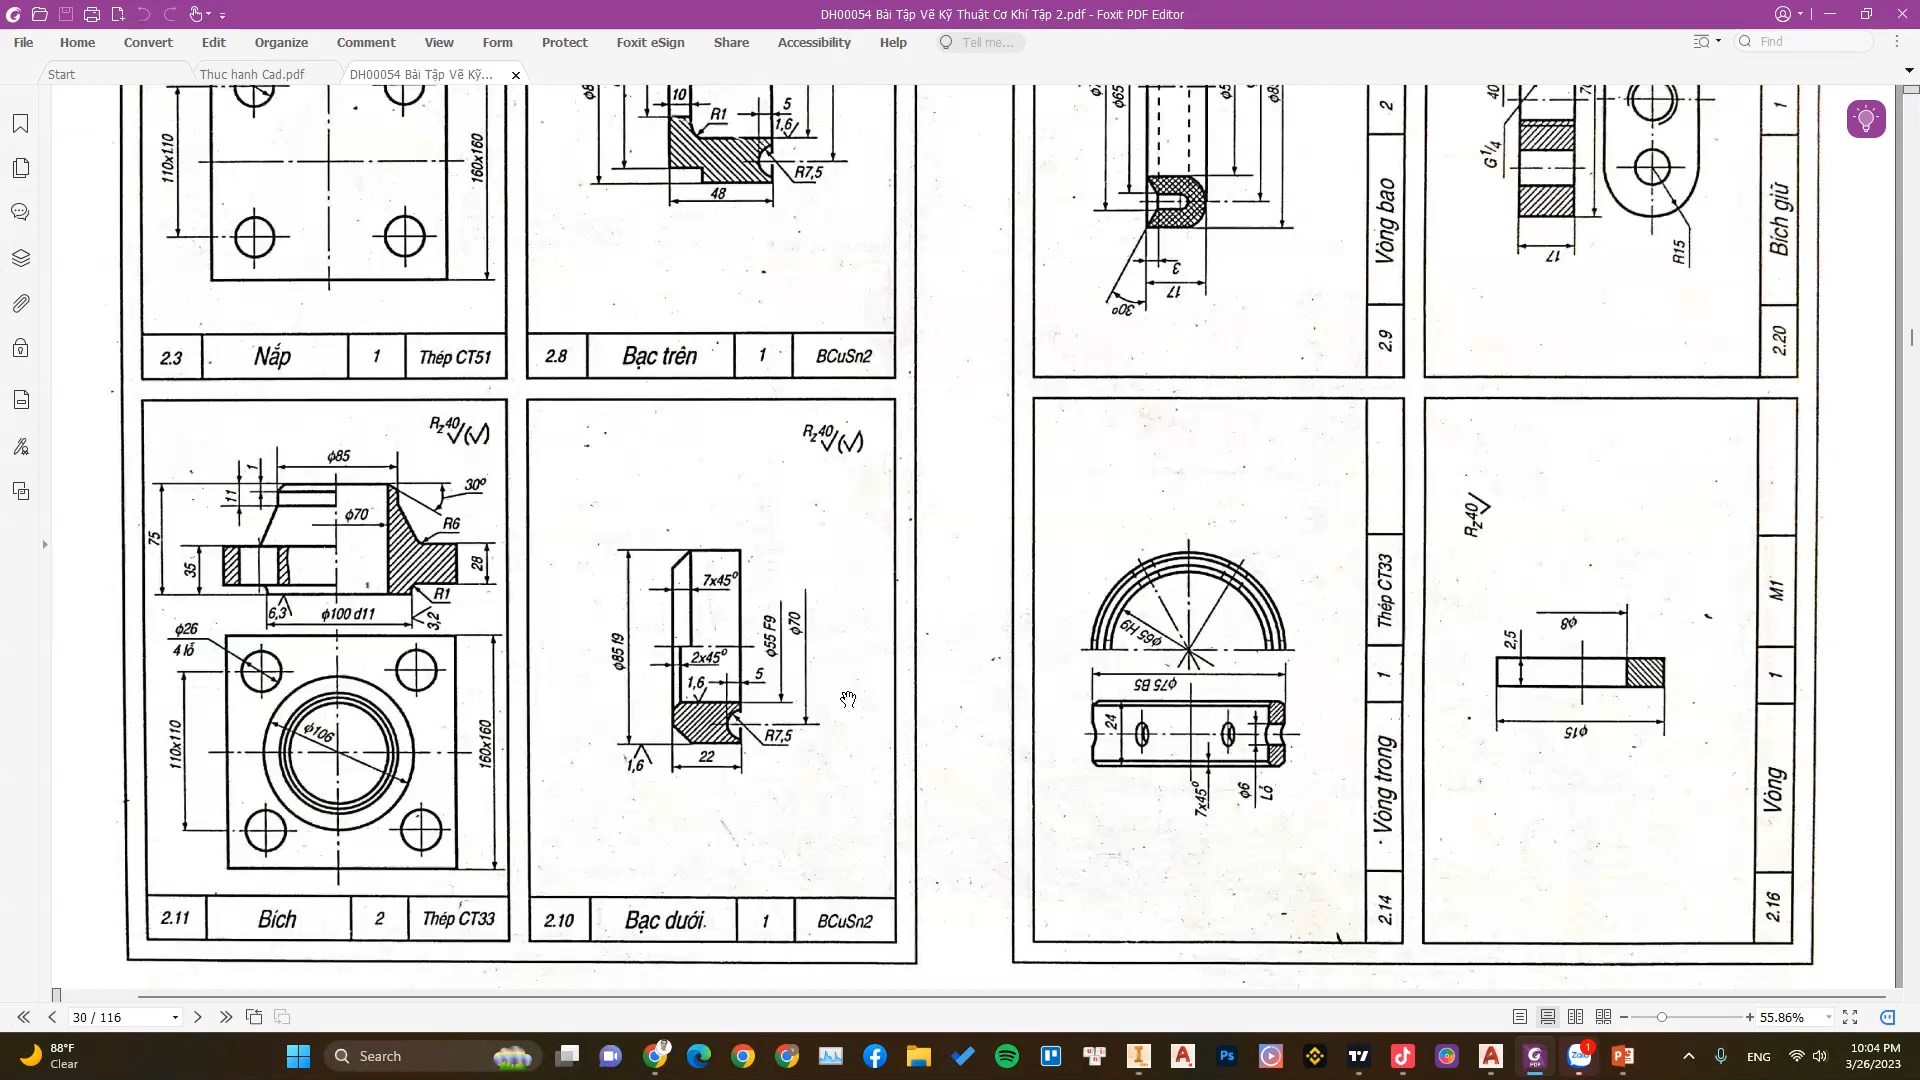 DH00054 Bài Tập Vẽ Kỹ Thuật Cơ Khí Tập 2.pdf - Foxit PDF Editor
File Home Convert Edit Organize Comment View Form Protect Foxit eSign Share Accessibility Help Tell me... Find
Start Thuc hanh Cad.pdf DH00054 Bài Tập Vẽ Kỹ...
110x110
160x160
2.3 Nắp 1 Thép CT51
10
R1
5
1,6
R7,5
48
2.8 Bạc trên 1 BCuSn2
ϕ65
3
17
30°
2.9 Vòng bao 2
40
G1/4
17
R15
2.20 Bích giữ 1
Rz40
ϕ85
1
11
30°
ϕ70
R6
75
35
28
R1
6,3
ϕ100 d11
3,2
ϕ26
4 lỗ
ϕ106
110x110
160x160
2.11 Bích 2 Thép CT33
Rz40
7x45°
ϕ85 f9
ϕ55 F9
ϕ70
2x45°
1,6
5
R7,5
1,6
22
2.10 Bạc dưới 1 BCuSn2
ϕ65 H9
ϕ75 B5
24
7x45°
ϕ6
Lỗ
2.14 Vòng trong 1 Thép CT33
Rz40
ϕ8
2,5
ϕ15
2.16 Vòng 1 M1
30 / 116
55.86%
88°F
Clear
Search
ENG
10:04 PM
3/26/2023